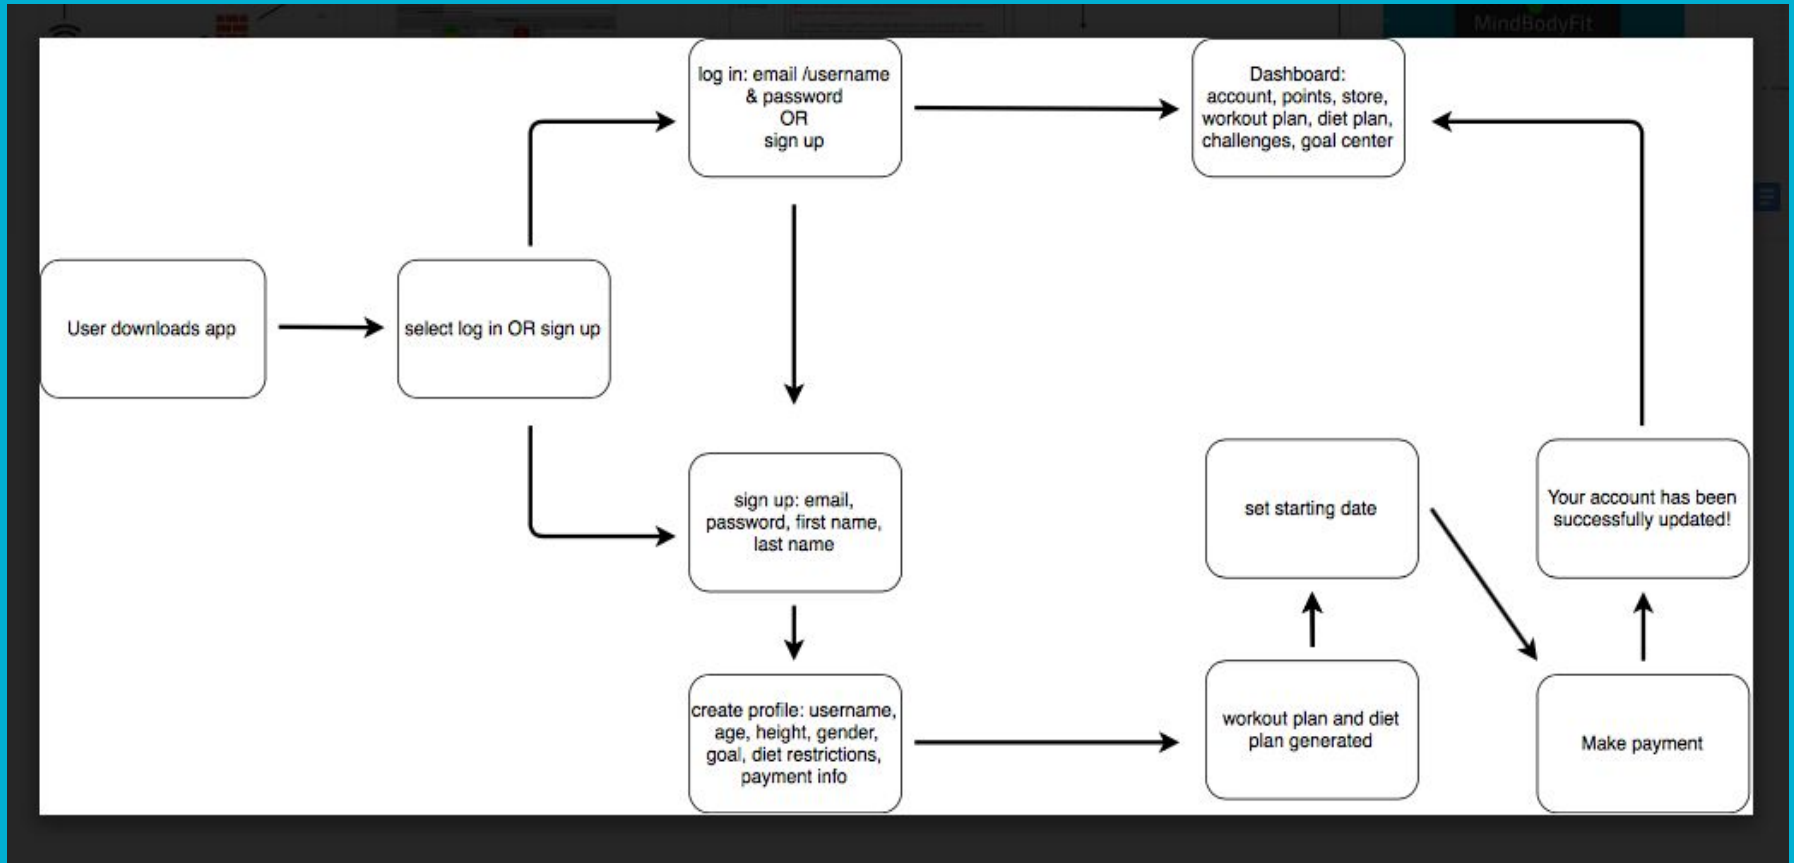 MindBodyFit
log in: email /username
& password
OR
sign up
Dashboard:
account, points, store,
workout plan, diet plan,
challenges, goal center
User downloads app
select log in OR sign up
sign up: email,
password, first name,
last name
set starting date
Your account has been
successfully updated!
create profile: username,
age, height, gender,
goal, diet restrictions,
payment info
workout plan and diet
plan generated
Make payment